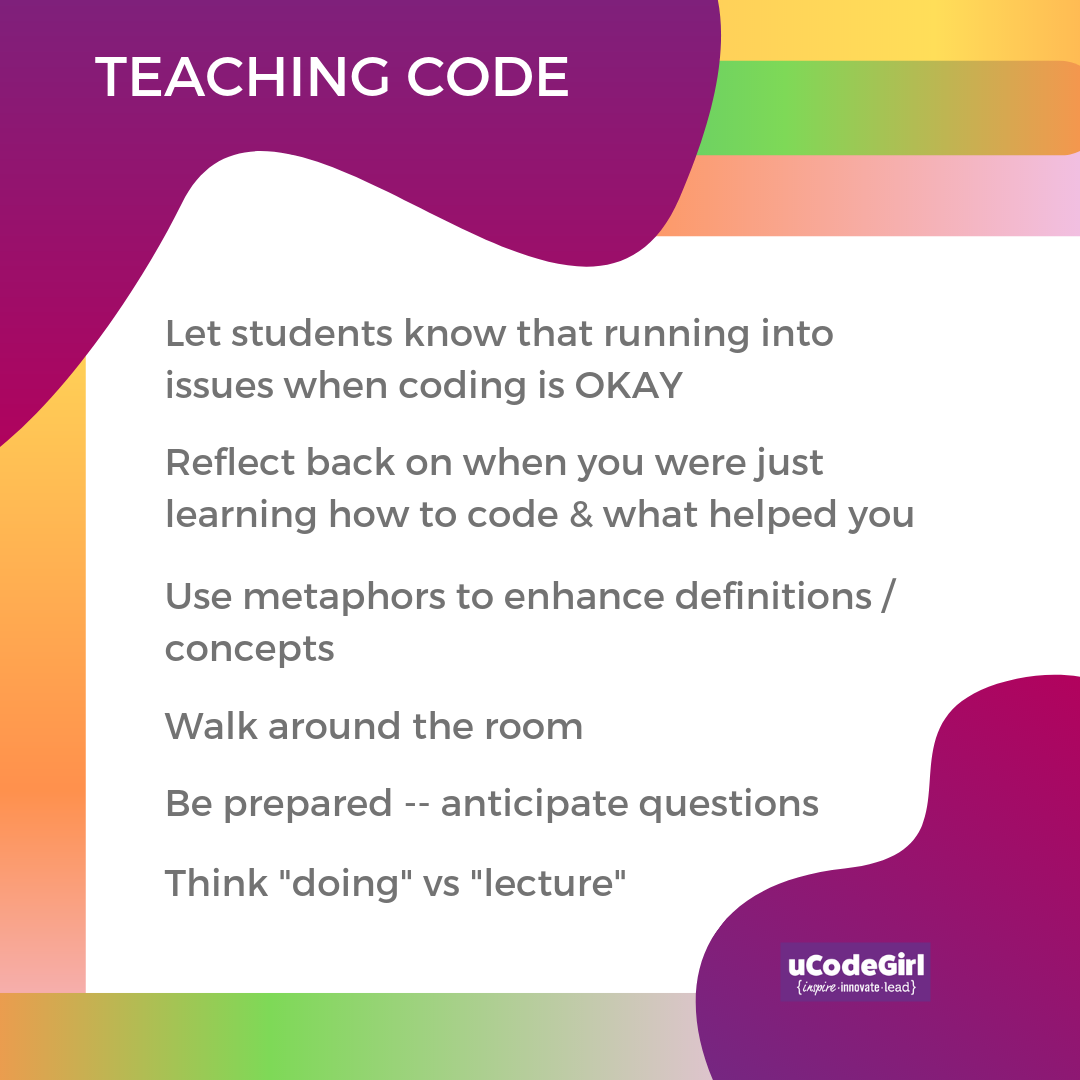 TEACHING CODE
Let students know that running into
issues when coding is OKAY
Reflect back on when you were just
learning how to code & what helped you
Use metaphors to enhance definitions /
concepts
Walk around the room
Be prepared -- anticipate questions
Think "doing" vs "lecture"
uCodeGirl
{inspire·innovate·lead}